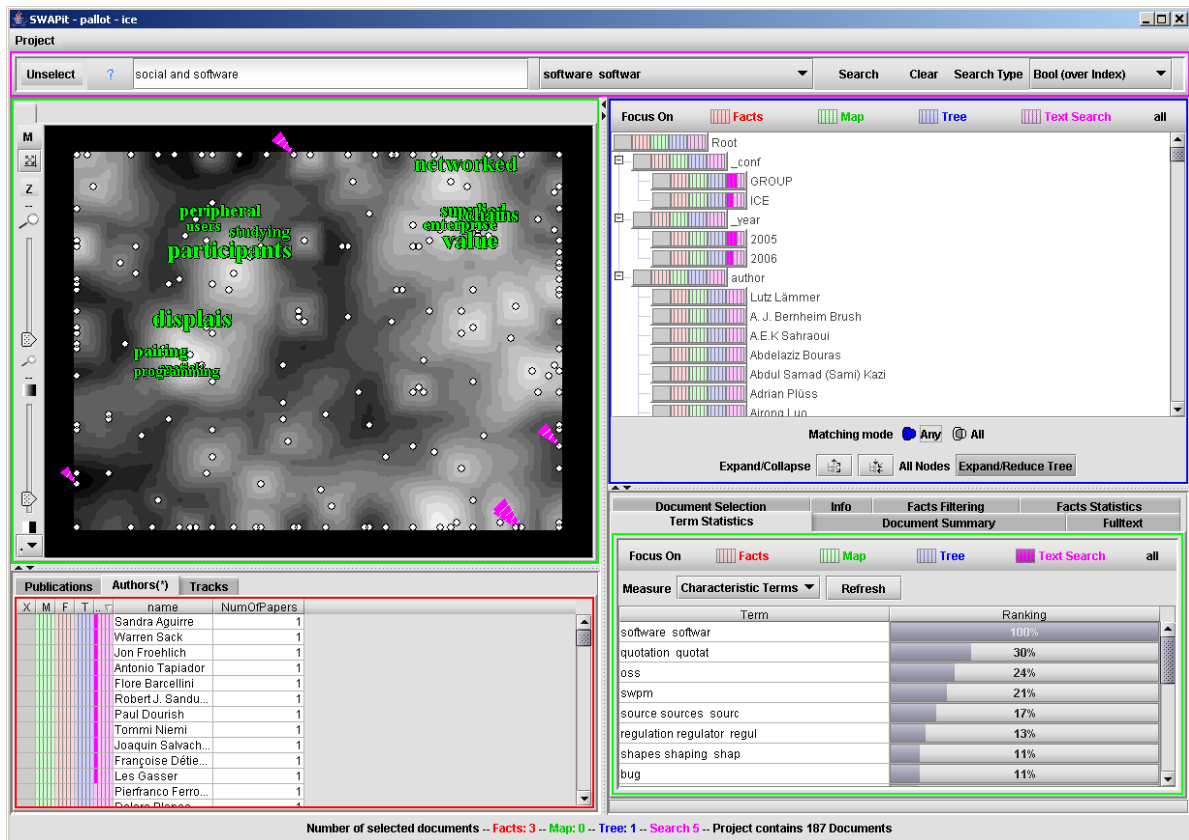 SWAPit - pallot - ice
Project
Unselect ? social and software software softwar Search Clear Search Type Bool (over Index)
M
Z
--
--
networked
peripheral
users studying
participants
supplied
chains
enterprise
value
displais
pairing
programming
Focus On Facts Map Tree Text Search all
Root
_conf
GROUP
ICE
_year
2005
2006
author
Lutz Lämmer
A. J. Bernheim Brush
A.E.K Sahraoui
Abdelaziz Bouras
Abdul Samad (Sami) Kazi
Adrian Plüss
Airong Luo
Matching mode Any All
Expand/Collapse All Nodes Expand/Reduce Tree
Document Selection Info Facts Filtering Facts Statistics
Term Statistics Document Summary Fulltext
Focus On Facts Map Tree Text Search all
Measure Characteristic Terms Refresh
Term Ranking
software softwar 100%
quotation quotat 30%
oss 24%
swpm 21%
source sources sourc 17%
regulation regulator regul 13%
shapes shaping shap 11%
bug 11%
Publications Authors(*) Tracks
X M F T .. name NumOfPapers
Sandra Aguirre 1
Warren Sack 1
Jon Froehlich 1
Antonio Tapiador 1
Flore Barcellini 1
Robert J. Sandu... 1
Paul Dourish 1
Tommi Niemi 1
Joaquin Salvach... 1
Françoise Détie... 1
Les Gasser 1
Pierfranco Ferro... 1
Number of selected documents -- Facts: 3 -- Map: 0 -- Tree: 1 -- Search 5 -- Project contains 187 Documents